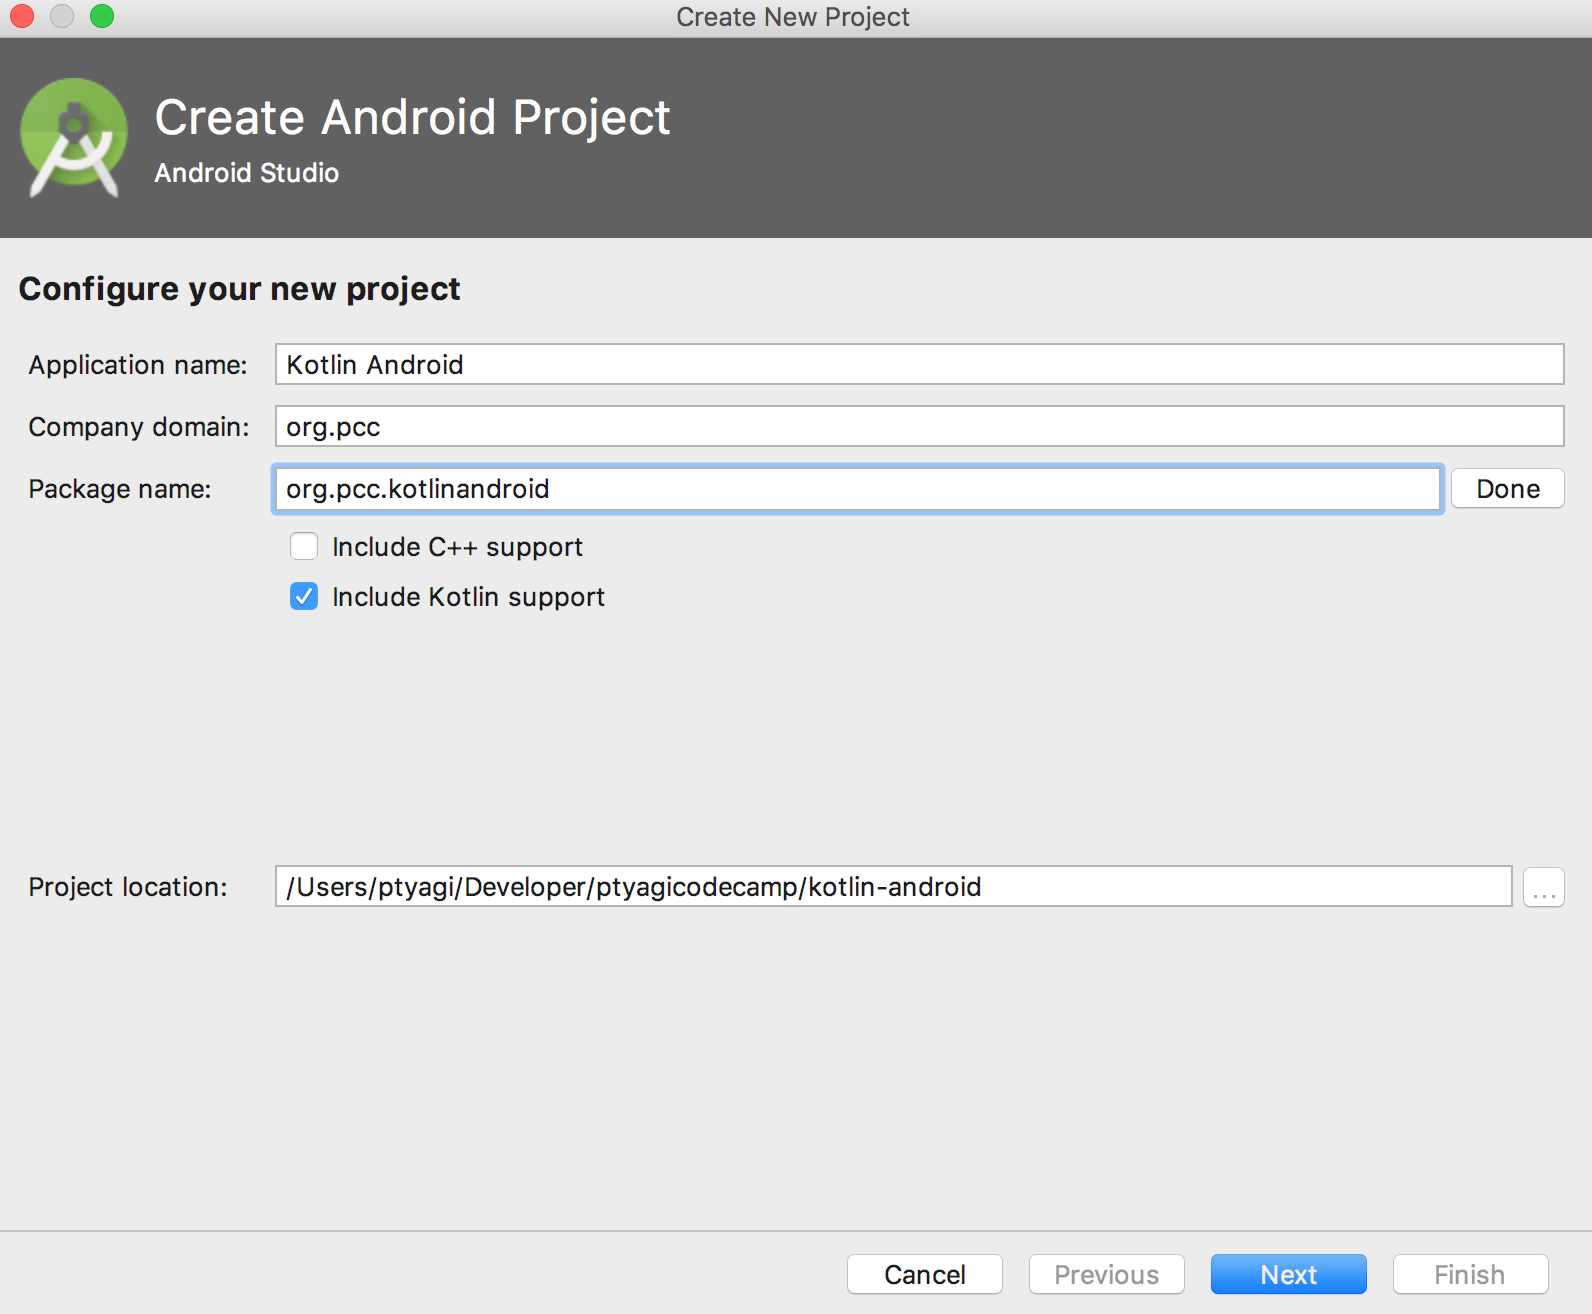 Create New Project
Create Android Project
Android Studio
Configure your new project
Application name: Kotlin Android
Company domain: org.pcc
Package name: org.pcc.kotlinandroid Done
Include C++ support
Include Kotlin support
Project location: /Users/ptyagi/Developer/ptyagicodecamp/kotlin-android ...
Cancel Previous Next Finish